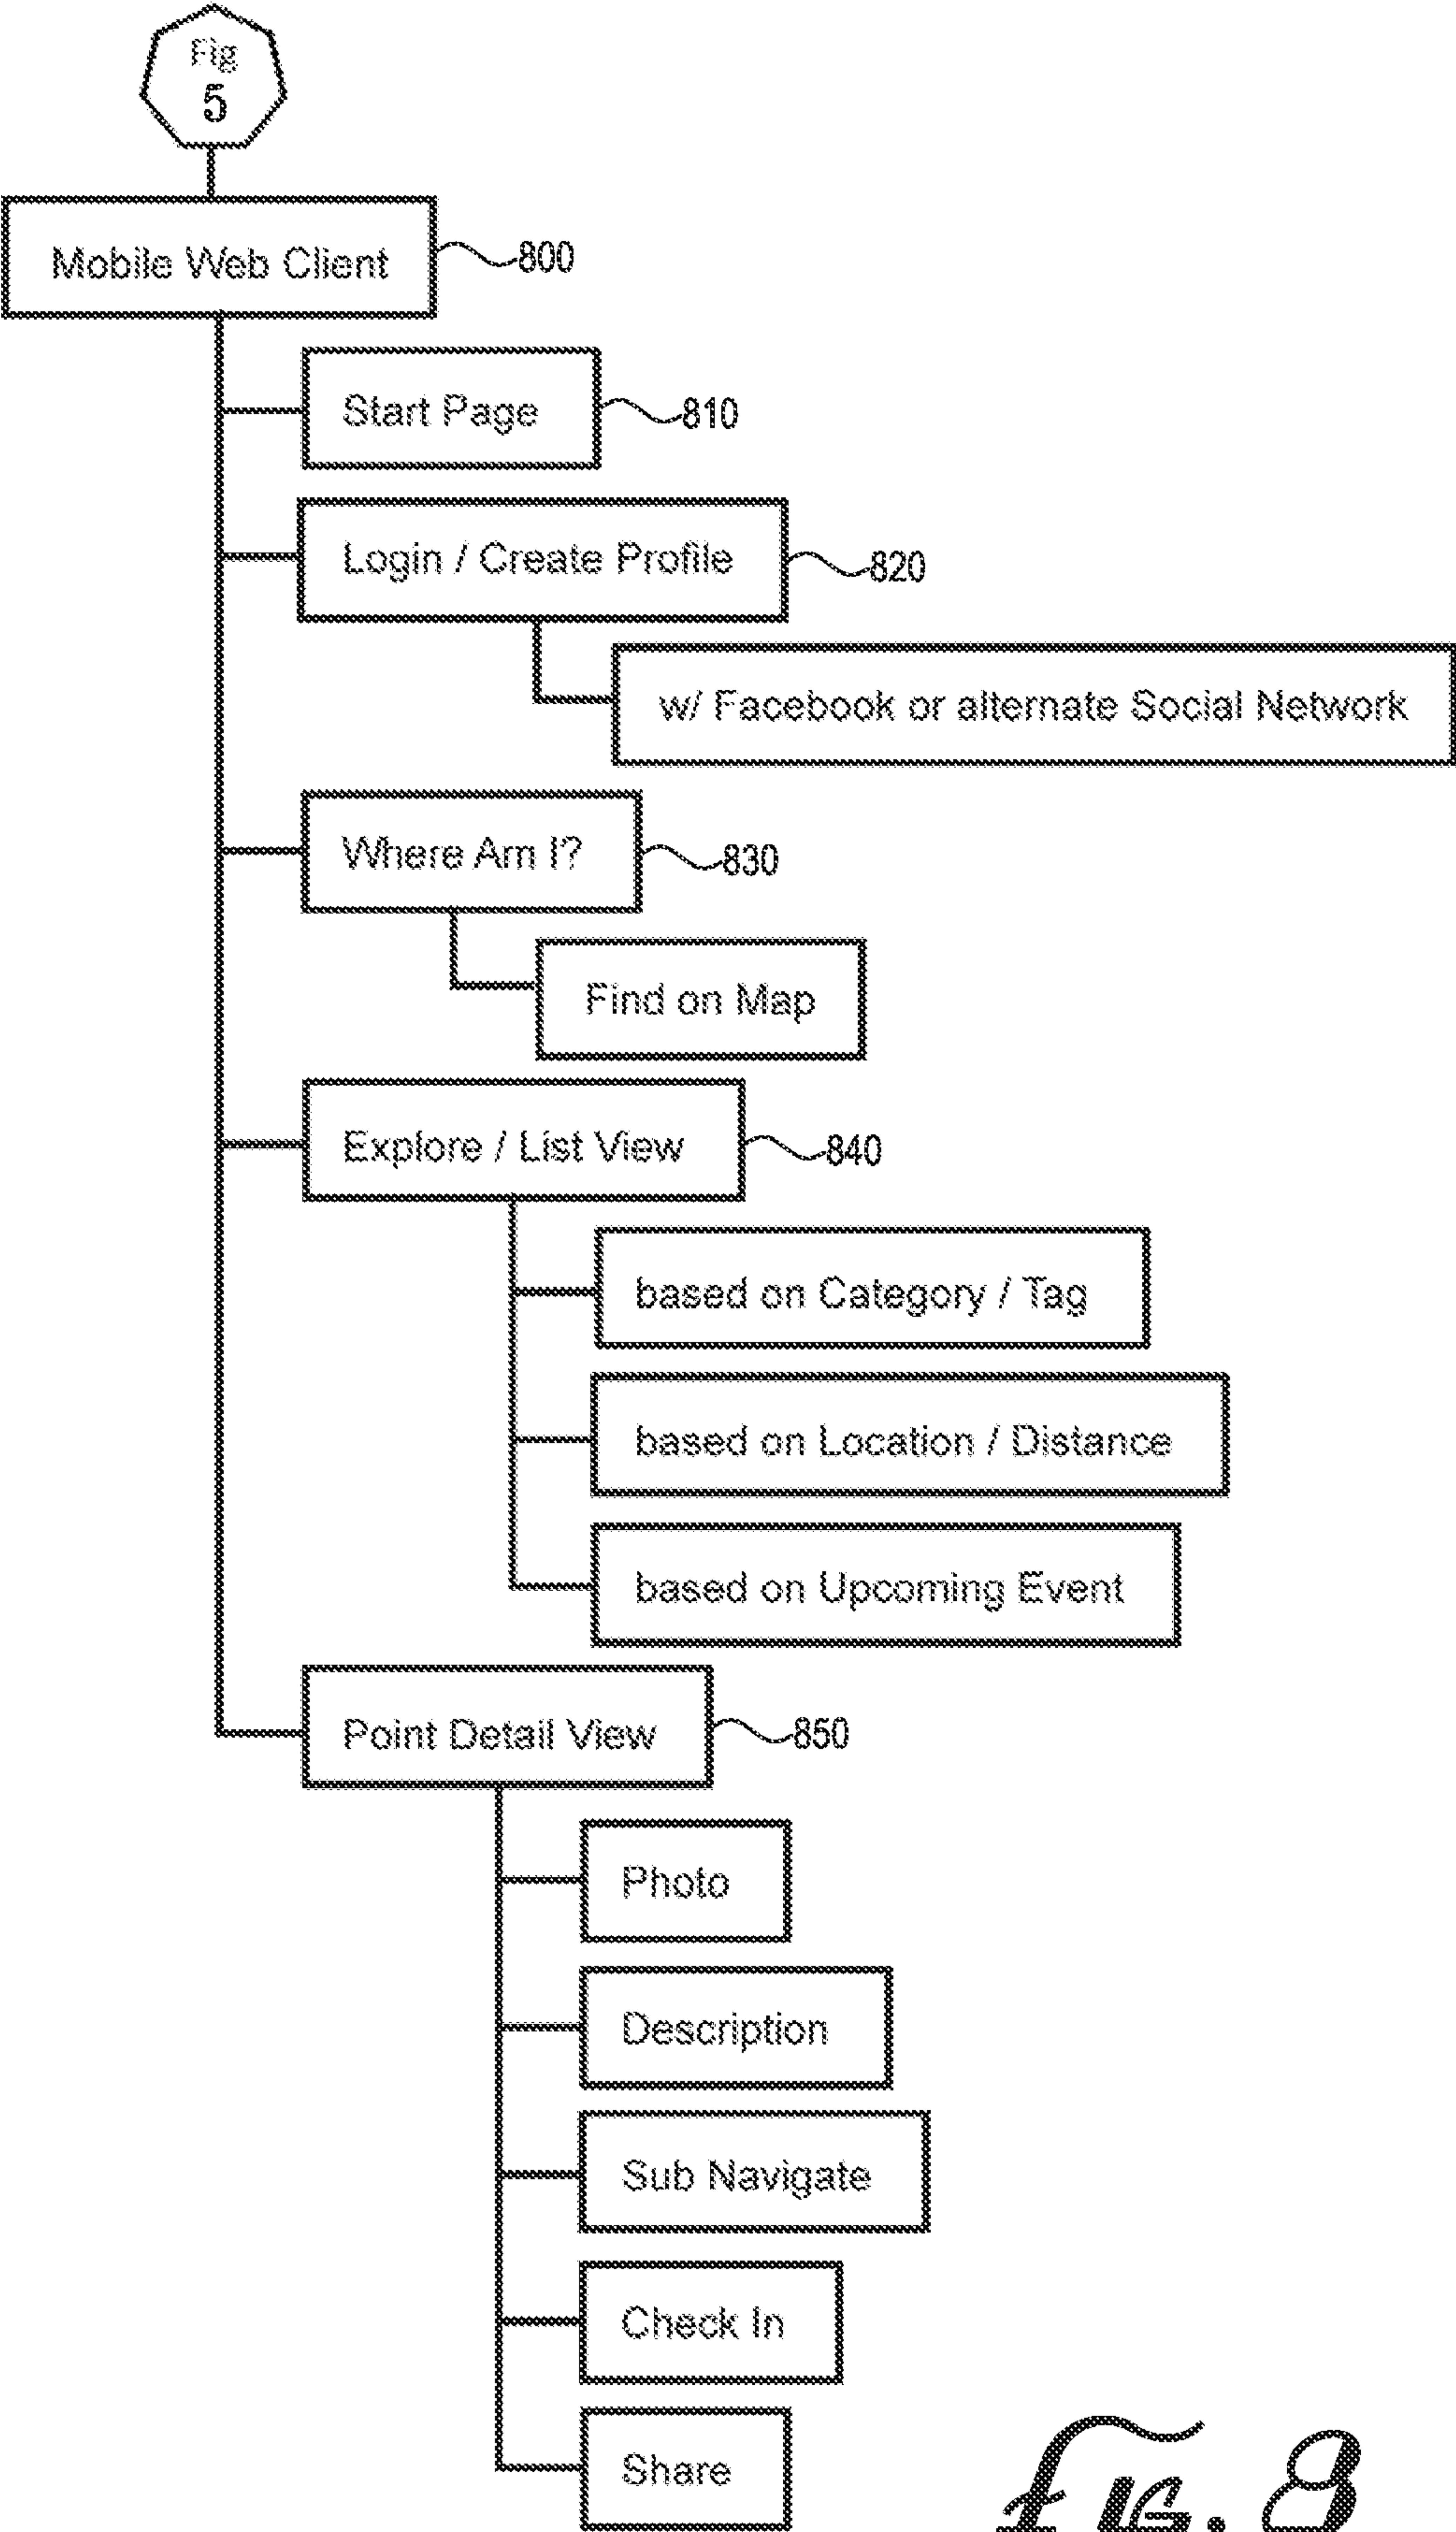 Fig
5
Mobile Web Client
800
Start Page
810
Login / Create Profile
820
w/ Facebook or alternate Social Network
Where Am I?
830
Find on Map
Explore / List View
840
based on Category / Tag
based on Location / Distance
based on Upcoming Event
Point Detail View
850
Photo
Description
Sub Navigate
Check In
Share
Fig. 8